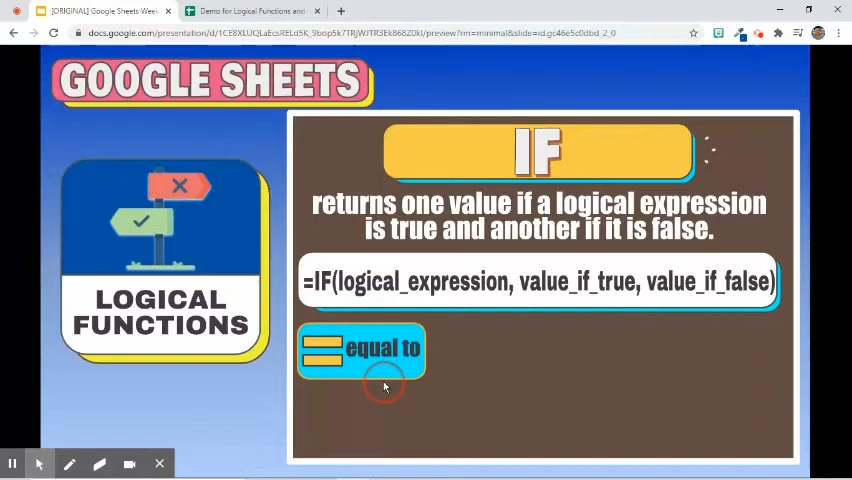 [ORIGINAL] Google Sheets Week
Demo for Logical Functions and
docs.google.com/presentation/d/1CE8XLUQLaEcsRELd5K_9bop5k7TRjWJTR3Ek868Z0kI/preview?rm=minimal&slide=id.gc46e5c0dbd_2_0
GOOGLE SHEETS
IF
returns one value if a logical expression
is true and another if it is false.
=IF(logical_expression, value_if_true, value_if_false)
LOGICAL
FUNCTIONS
= equal to